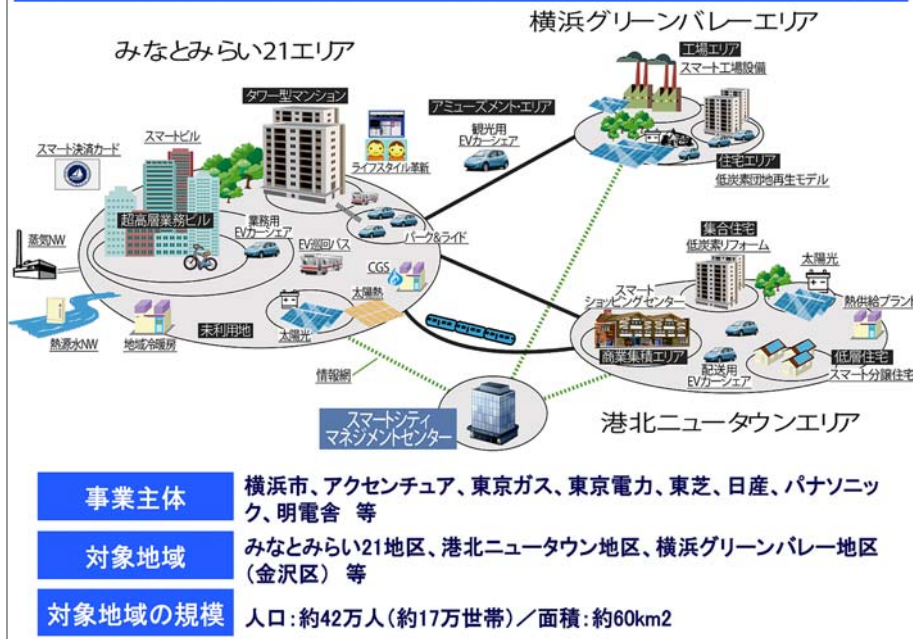 横浜グリーンバレーエリア
みなとみらい21エリア
工場エリア
スマート工場設備
タワー型マンション
アミューズメント・エリア
観光用
EVカーシェア
スマートビル
スマート決済カード
ライフスタイル革新
住宅エリア
低炭素団地再生モデル
超高層業務ビル
業務用
EVカーシェア
パーク&ライド
集合住宅
低炭素リフォーム
蒸気NW
EV巡回バス
CGS
太陽光
太陽熱
スマート
ショッピングセンター
熱供給プラント
未利用地
太陽光
熱源水NW
地域冷暖房
商業集積エリア
配送用
EVカーシェア
低層住宅
スマート分譲住宅
情報網
スマートシティ
マネジメントセンター
港北ニュータウンエリア
事業主体
横浜市、アクセンチュア、東京ガス、東京電力、東芝、日産、パナソニッ
ク、明電舎 等
対象地域
みなとみらい21地区、港北ニュータウン地区、横浜グリーンバレー地区
(金沢区) 等
対象地域の規模
人口:約42万人(約17万世帯)/面積:約60km2